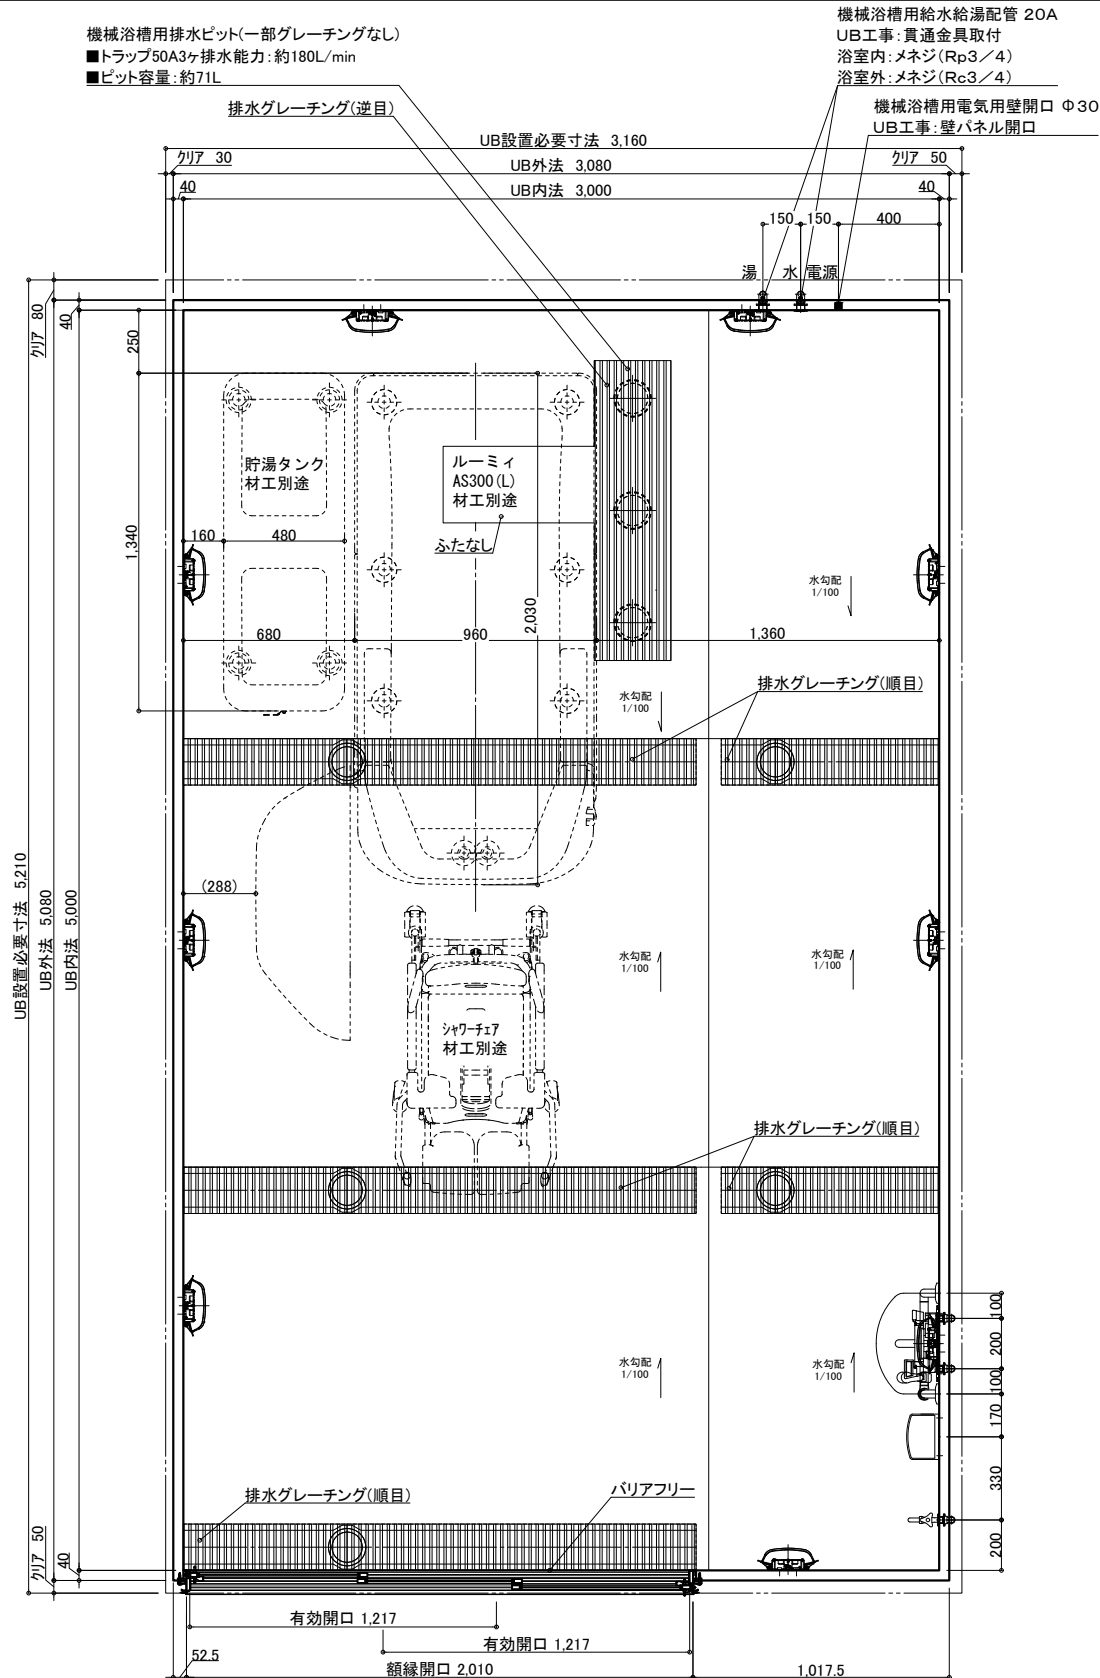 機械浴槽用排水ピット(一部グレーチングなし)
■トラップ50A3ヶ排水能力：約180L/min
■ピット容量：約71L
機械浴槽用給水給湯配管 20A
UB工事：貫通金具取付
浴室内：メネジ(Rp3／4)
浴室外：メネジ(Rc3／4)
排水グレーチング(逆目)
機械浴槽用電気用壁開口 Φ30
UB工事：壁パネル開口
UB設置必要寸法 3,160
クリア 30
UB外法 3,080
クリア 50
40
UB内法 3,000
40
150
150
400
湯
水
電源
クリア 80
40
250
貯湯タンク
材工別途
ルーミィ
AS300(L)
材工別途
ふたなし
1,340
160
480
2,030
水勾配
1/100
680
960
1,360
水勾配
1/100
排水グレーチング(順目)
UB設置必要寸法 5,210
UB外法 5,080
UB内法 5,000
(288)
水勾配
1/100
水勾配
1/100
シャワーチェア
材工別途
排水グレーチング(順目)
水勾配
1/100
水勾配
1/100
100
200
100
170
330
200
排水グレーチング(順目)
バリアフリー
クリア 50
40
有効開口 1,217
有効開口 1,217
52.5
額縁開口 2,010
1,017.5